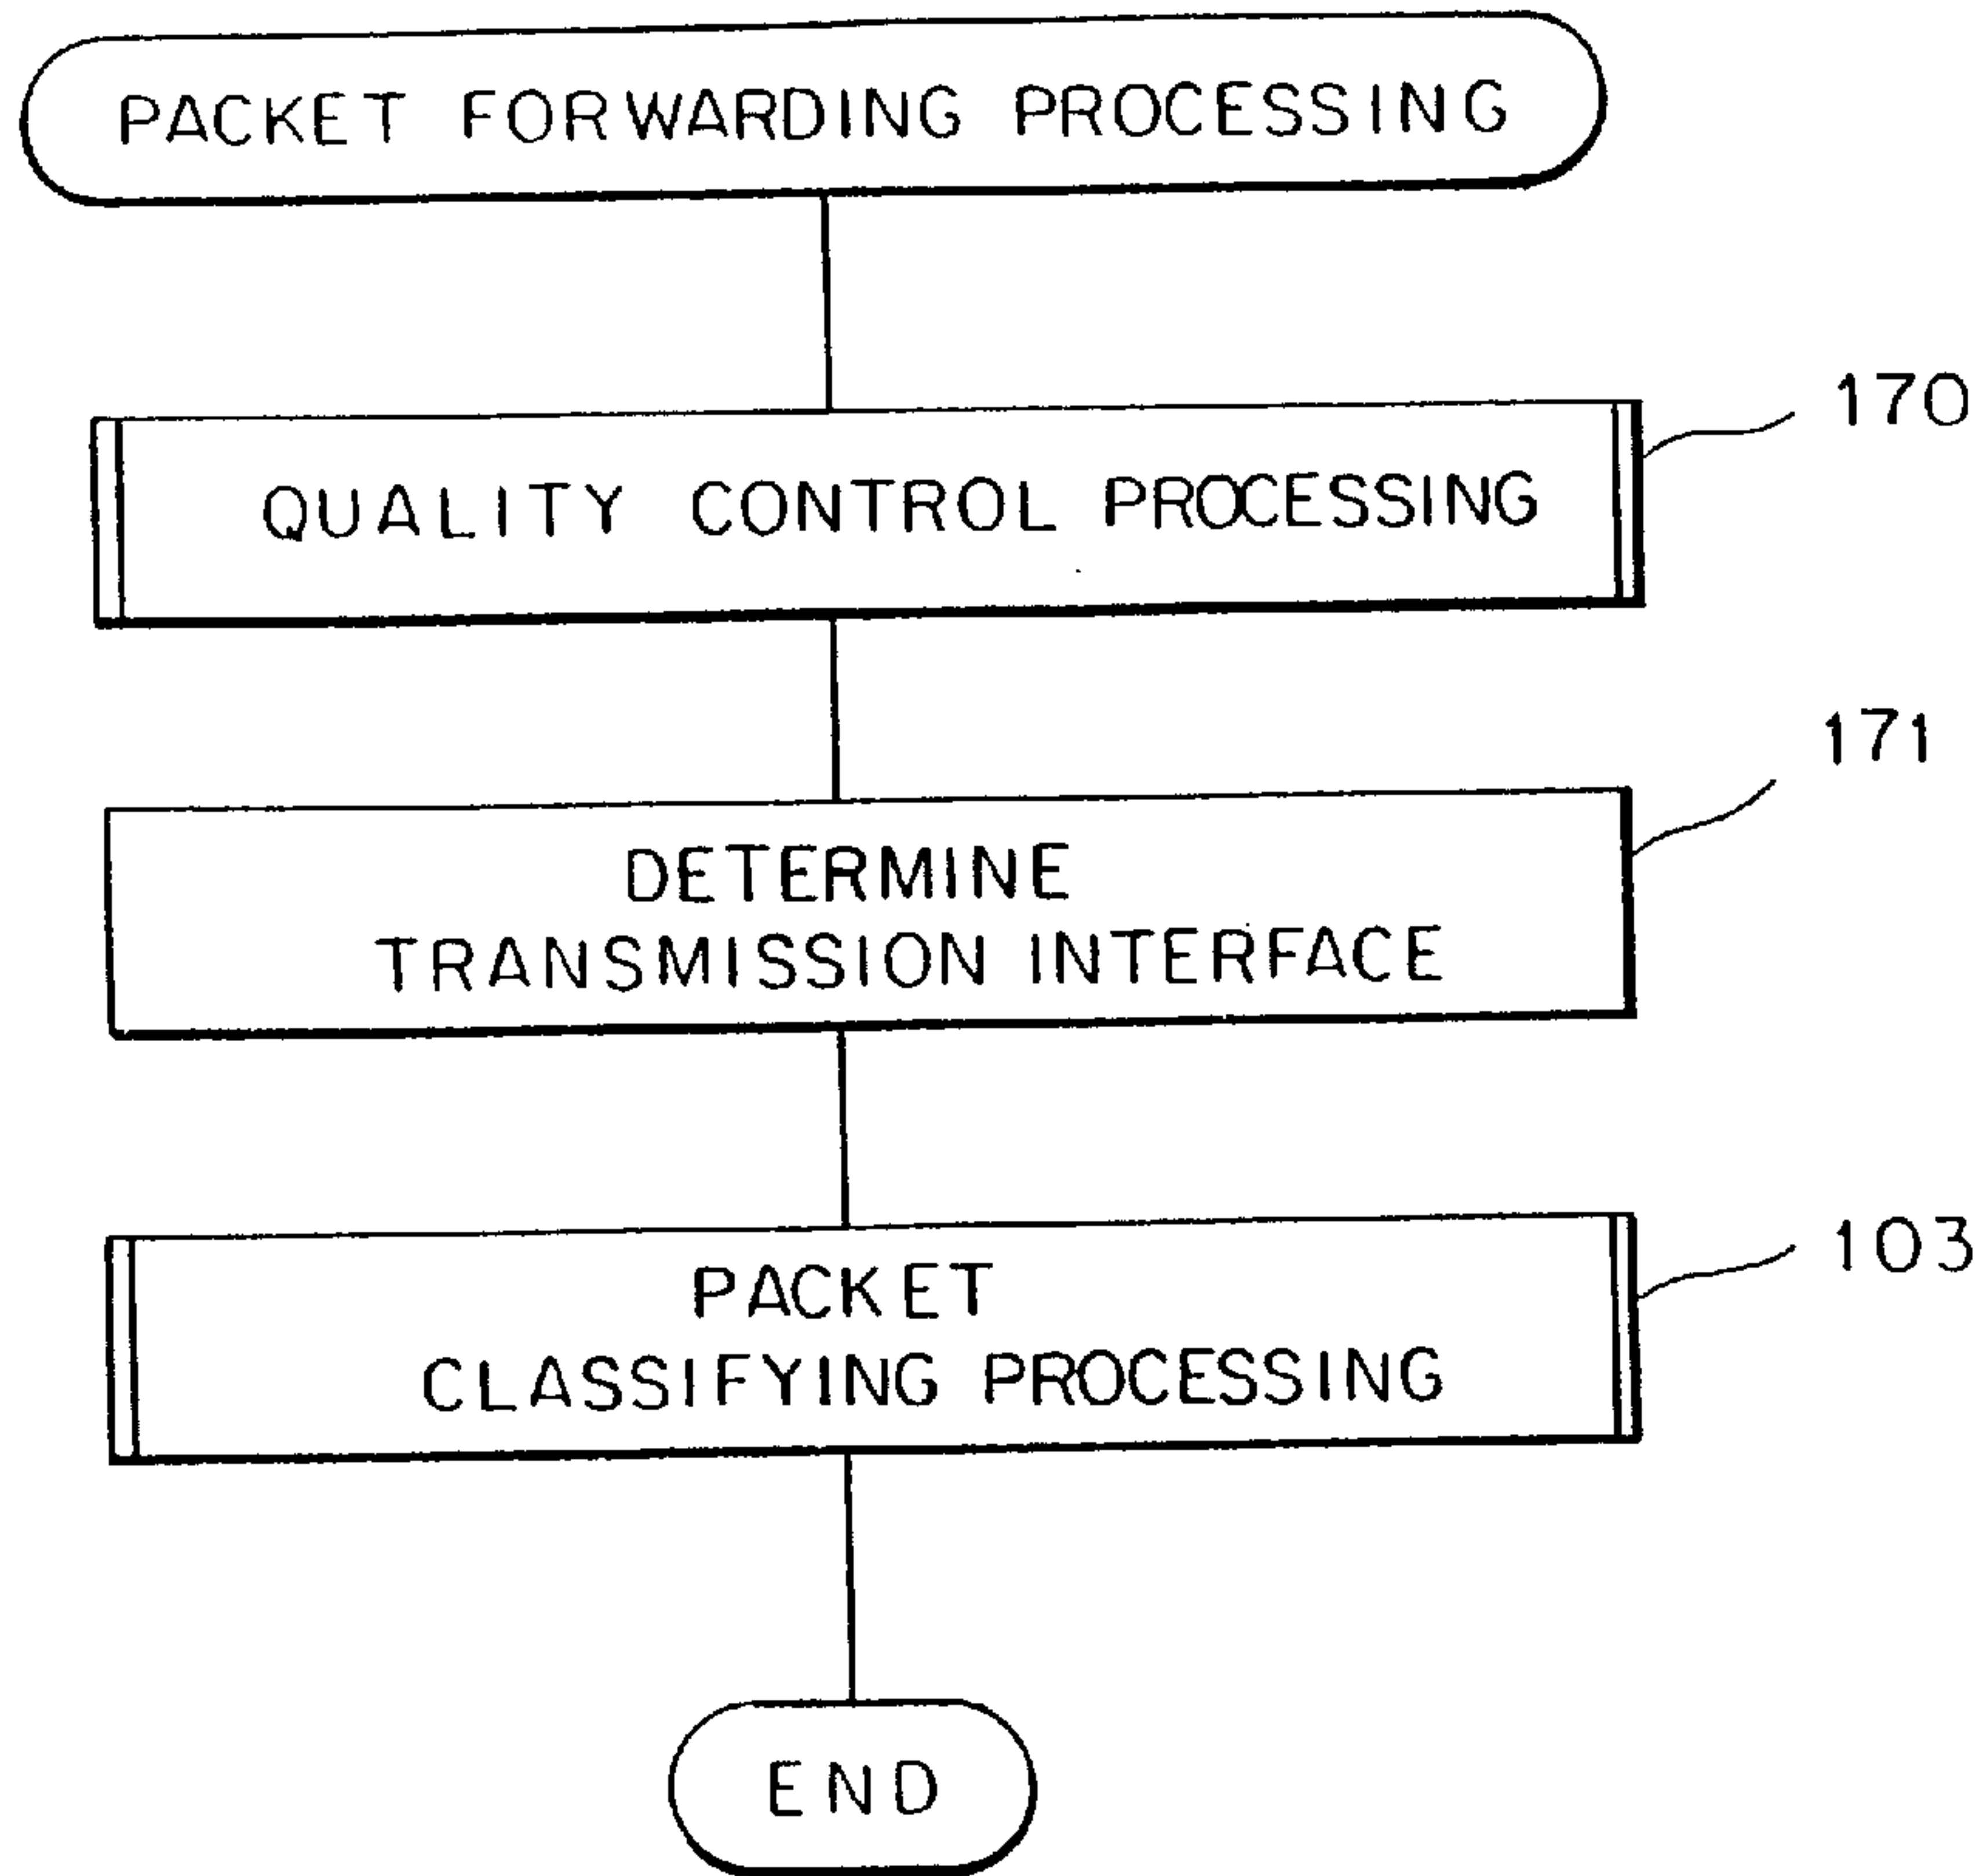 PACKET FORWARDING PROCESSING
170
QUALITY CONTROL PROCESSING
171
DETERMINE
TRANSMISSION INTERFACE
103
PACKET
CLASSIFYING PROCESSING
END